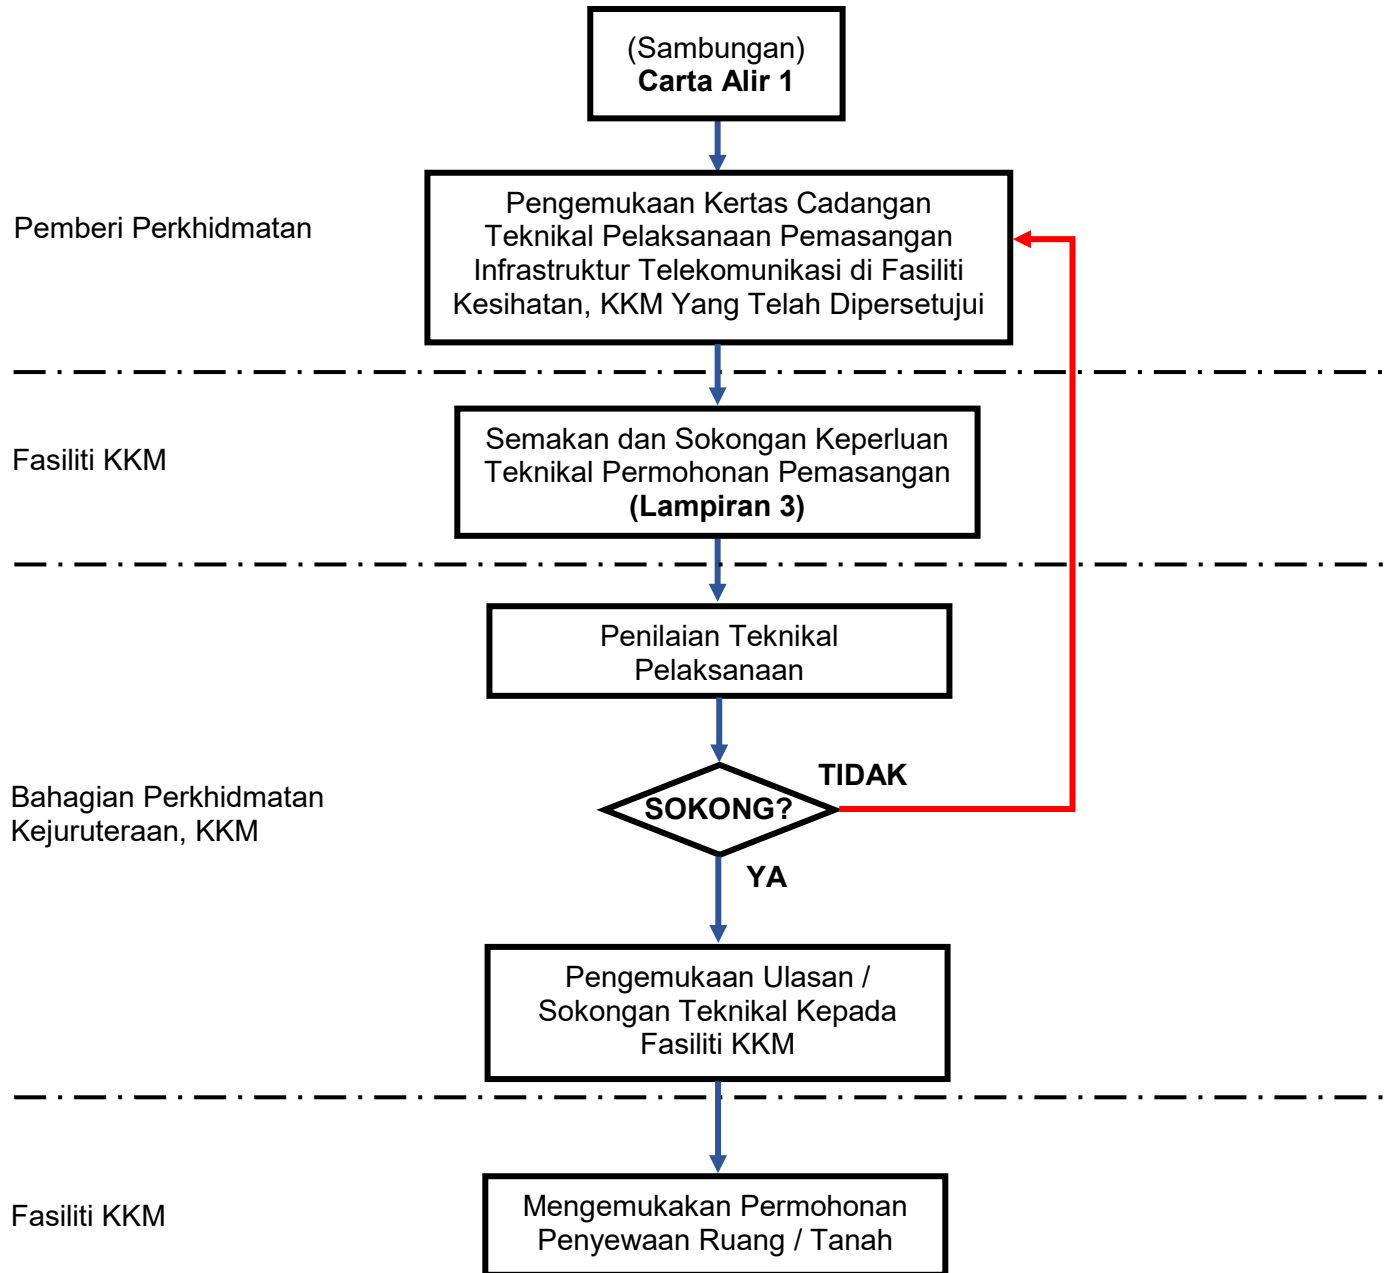 (Sambungan)
Carta Alir 1
Pemberi Perkhidmatan
Pengemukaan Kertas Cadangan
Teknikal Pelaksanaan Pemasangan
Infrastruktur Telekomunikasi di Fasiliti
Kesihatan, KKM Yang Telah Dipersetujui
Fasiliti KKM
Semakan dan Sokongan Keperluan
Teknikal Permohonan Pemasangan
(Lampiran 3)
Penilaian Teknikal
Pelaksanaan
Bahagian Perkhidmatan
Kejuruteraan, KKM
SOKONG?
TIDAK
YA
Pengemukaan Ulasan /
Sokongan Teknikal Kepada
Fasiliti KKM
Fasiliti KKM
Mengemukakan Permohonan
Penyewaan Ruang / Tanah